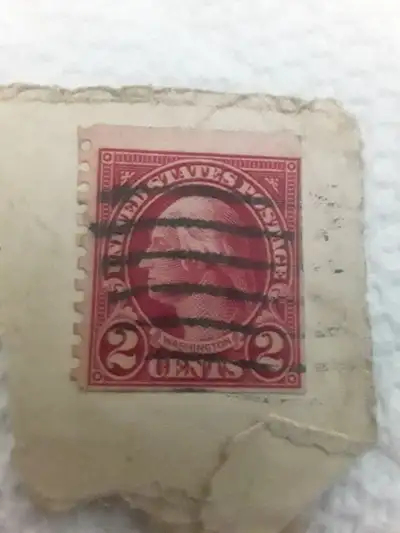 UNITED STATES POSTAGE
WASHINGTON
2 CENTS 2